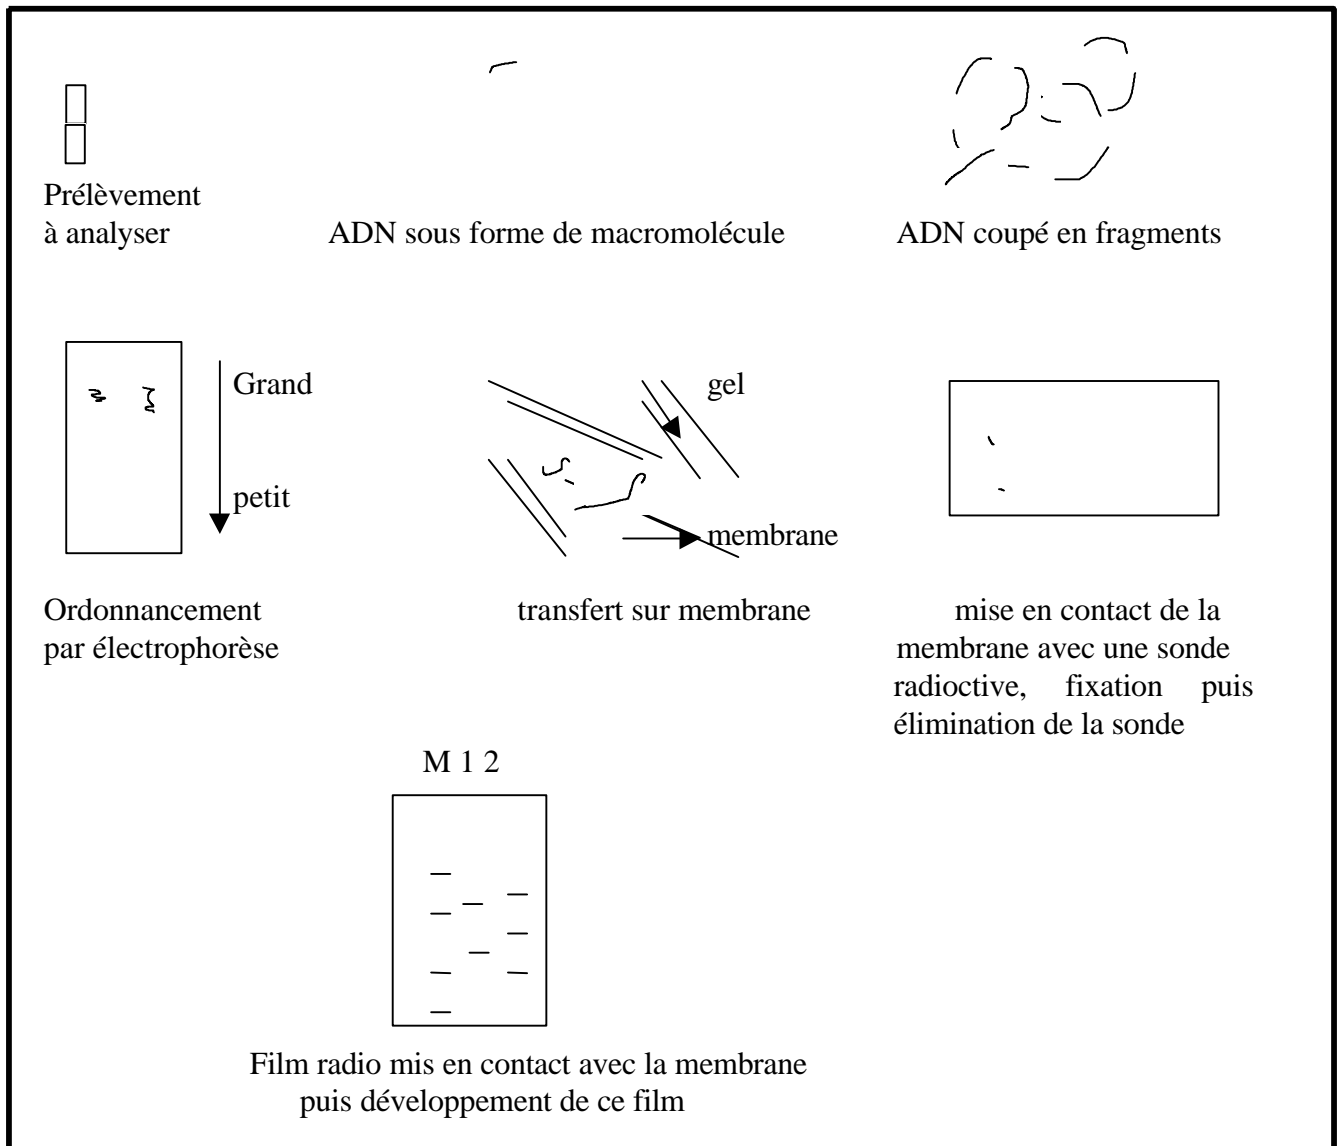 Prélèvement
à analyser
ADN sous forme de macromolécule
ADN coupé en fragments
Grand
petit
Ordonnancement
par électrophorèse
gel
membrane
transfert sur membrane
mise en contact de la
membrane avec une sonde
radioctive, fixation puis
élimination de la sonde
M 1 2
Film radio mis en contact avec la membrane
puis développement de ce film